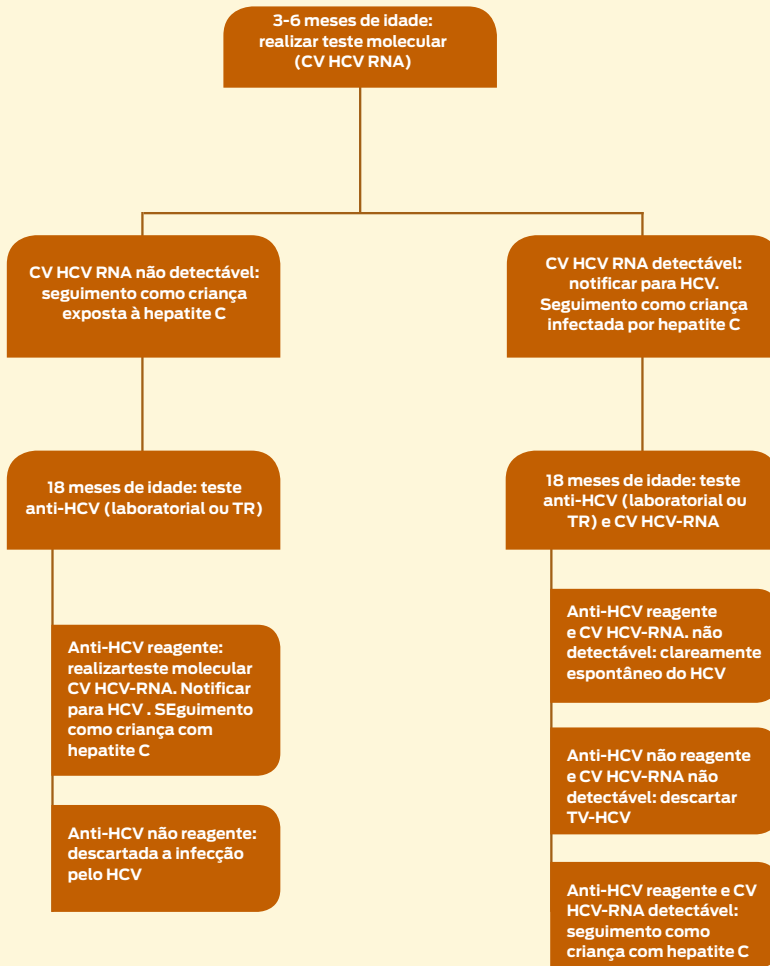 3-6 meses de idade:
realizar teste molecular
(CV HCV RNA)
CV HCV RNA não detectável:
seguimento como criança
exposta à hepatite C
CV HCV RNA detectável:
notificar para HCV.
Seguimento como criança
infectada por hepatite C
18 meses de idade: teste
anti-HCV (laboratorial ou TR)
18 meses de idade: teste
anti-HCV (laboratorial ou
TR) e CV HCV-RNA
Anti-HCV reagente:
realizarteste molecular
CV HCV-RNA. Notificar
para HCV . SEguimento
como criança com
hepatite C
Anti-HCV não reagente:
descartada a infecção
pelo HCV
Anti-HCV reagente
e CV HCV-RNA. não
detectável: clareamente
espontâneo do HCV
Anti-HCV não reagente
e CV HCV-RNA não
detectável: descartar
TV-HCV
Anti-HCV reagente e CV
HCV-RNA detectável:
seguimento como
criança com hepatite C